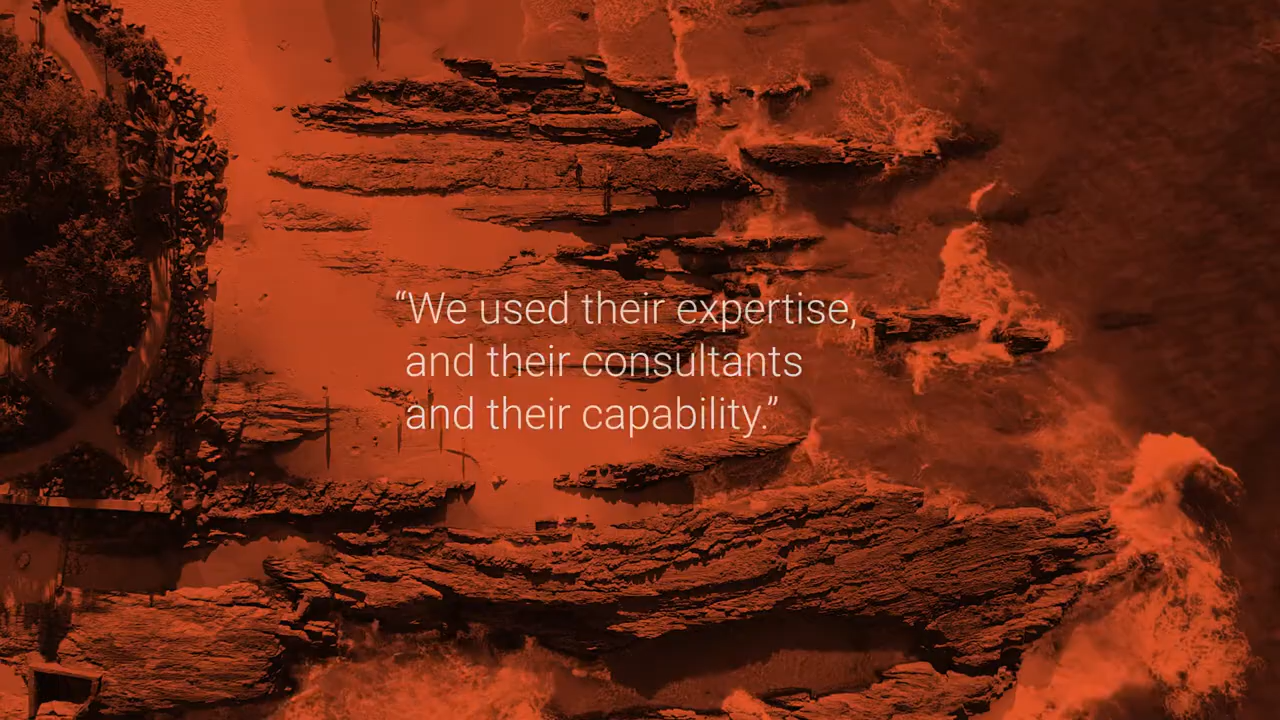 “We used their expertise,
and their consultants
and their capability.”